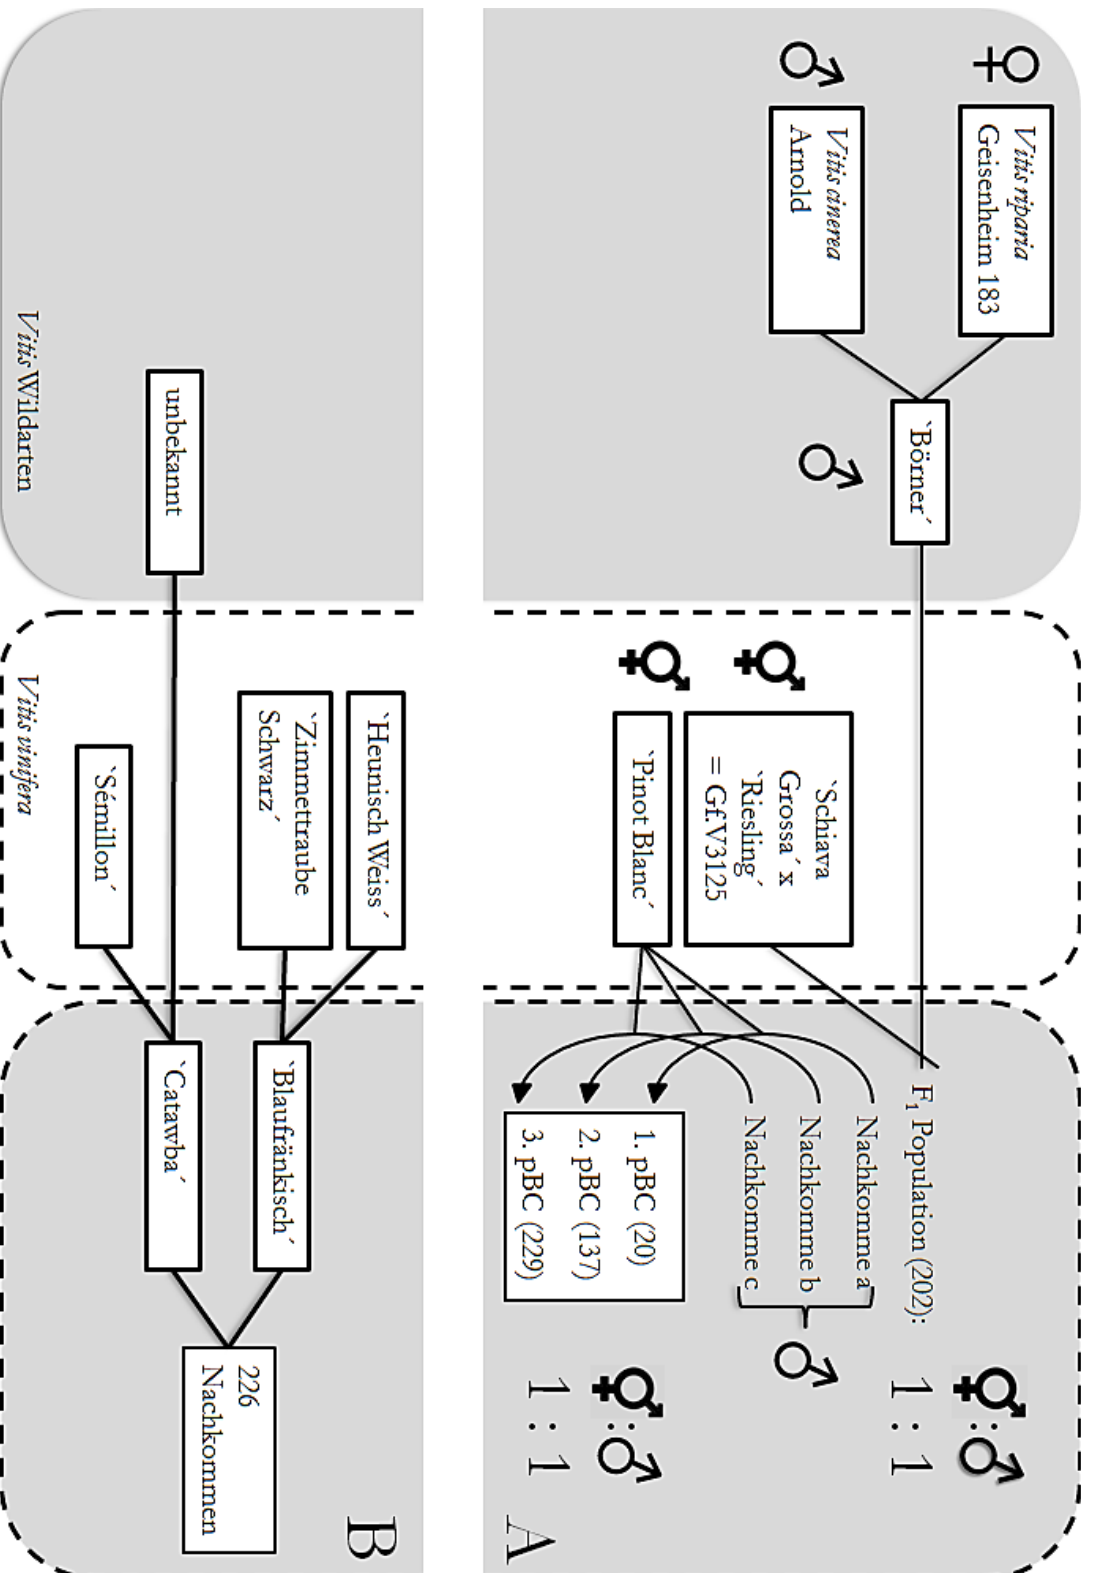 A
♀
Vitis riparia
Geisenheim 183
♂
Vitis cinerea
Arnold
`Börner´
♂
⚥
`Schiava
Grossa´ x
`Riesling´
= Gf.V3125
⚥
`Pinot Blanc´
F₁ Population (202):
⚥:♂
1 : 1
Nachkomme a
Nachkomme b
Nachkomme c
♂
1. pBC (20)
2. pBC (137)
3. pBC (229)
⚥:♂
1 : 1
B
`Heunisch Weiss´
`Zimmettraube
Schwarz´
unbekannt
`Sémillon´
`Blaufränkisch´
`Catawba´
226
Nachkommen
Vitis Wildarten
Vitis vinifera